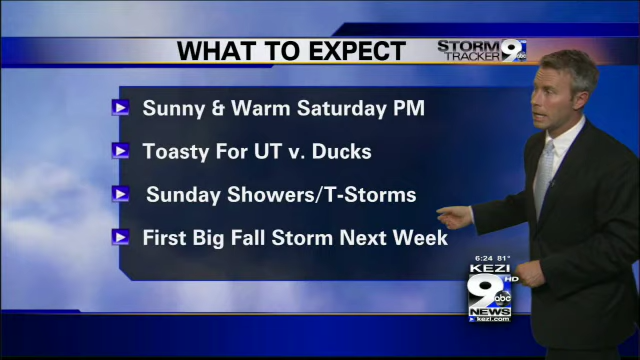 WHAT TO EXPECT
STORM
TRACKER 9 abc
Sunny & Warm Saturday PM
Toasty For UT v. Ducks
Sunday Showers/T-Storms
First Big Fall Storm Next Week
6:24 81°
KEZI
9 HD
abc
NEWS
kezi.com